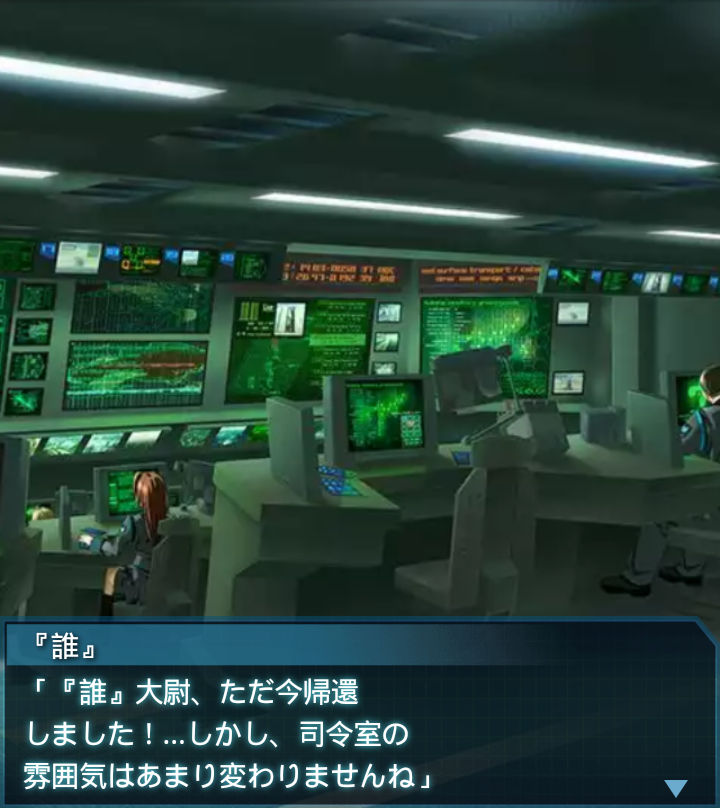 『誰』
「『誰』大尉、ただ今帰還
しました！…しかし、司令室の
雰囲気はあまり変わりませんね」